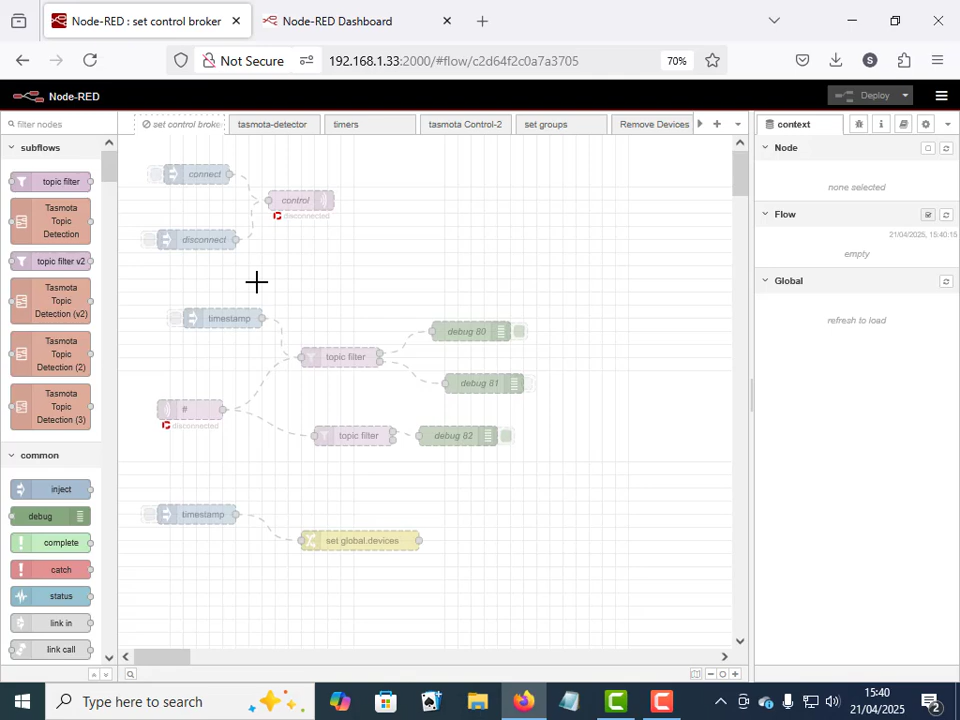 Node-RED : set control broker
Node-RED Dashboard
Not Secure
192.168.1.33:2000/#flow/c2d64f2c0a7a3705
70%
S
Node-RED
Deploy
filter nodes
set control broke
tasmota-detector
timers
tasmota Control-2
set groups
Remove Devices
context
subflows
topic filter
Tasmota
Topic
Detection
topic filter v2
Tasmota
Topic
Detection (v2)
Tasmota
Topic
Detection (2)
Tasmota
Topic
Detection (3)
common
inject
debug
complete
catch
status
link in
link call
connect
control
disconnected
disconnect
timestamp
debug 80
topic filter
debug 81
#
disconnected
topic filter
debug 82
timestamp
set global.devices
Node
none selected
Flow
21/04/2025, 15:40:15
empty
Global
refresh to load
Type here to search
15:40
21/04/2025
2